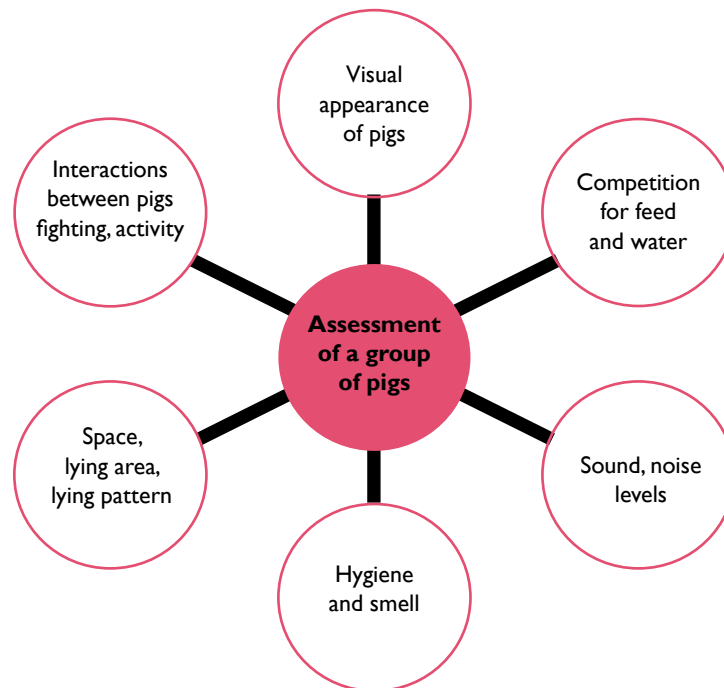 Visual
appearance
of pigs
Interactions
between pigs
fighting, activity
Competition
for feed
and water
Assessment
of a group
of pigs
Space,
lying area,
lying pattern
Sound, noise
levels
Hygiene
and smell